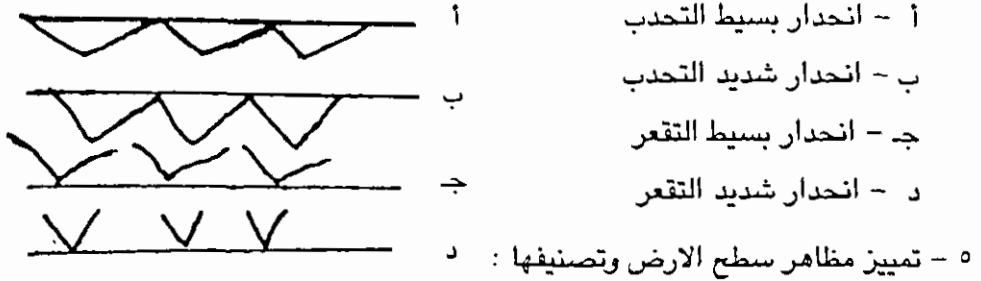 أ - انحدار بسيط التحدب
أ
ب - انحدار شديد التحدب
ب
جـ - انحدار بسيط التقعر
جـ
د - انحدار شديد التقعر
د
٥ - تمييز مظاهر سطح الارض وتصنيفها :